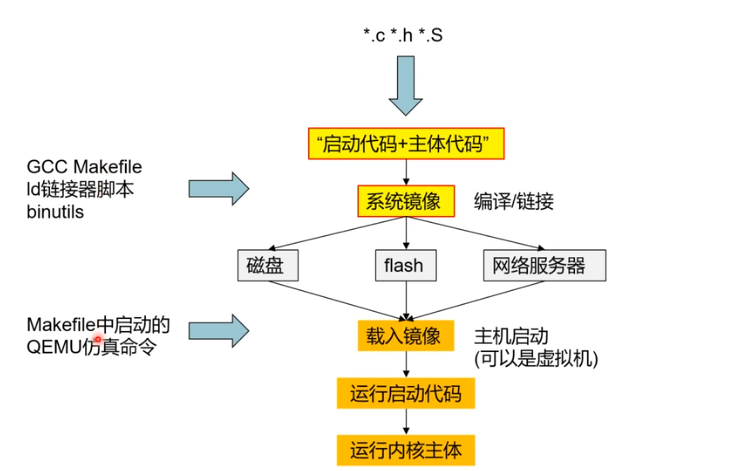 *.c *.h *.S
“启动代码+主体代码”
GCC Makefile
ld链接器脚本
binutils
系统镜像
编译/链接
磁盘
flash
网络服务器
Makefile中启动的
QEMU仿真命令
载入镜像
主机启动
(可以是虚拟机)
运行启动代码
运行内核主体